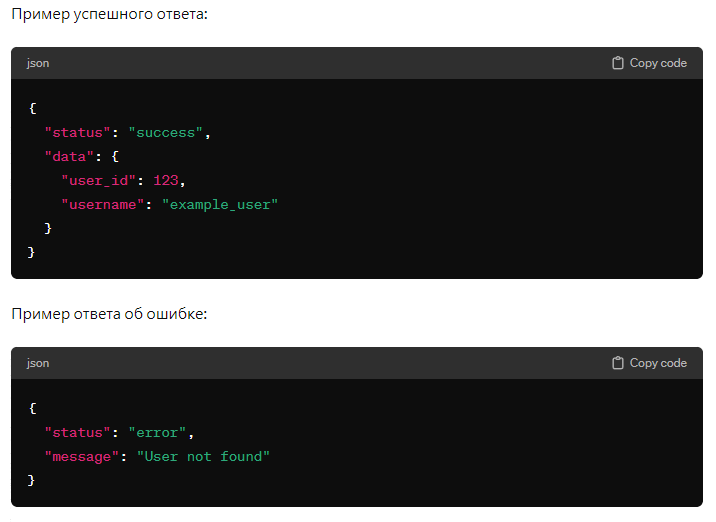 Пример успешного ответа:
json
Copy code
{
"status": "success",
"data": {
"user_id": 123,
"username": "example_user"
}
}
Пример ответа об ошибке:
json
Copy code
{
"status": "error",
"message": "User not found"
}